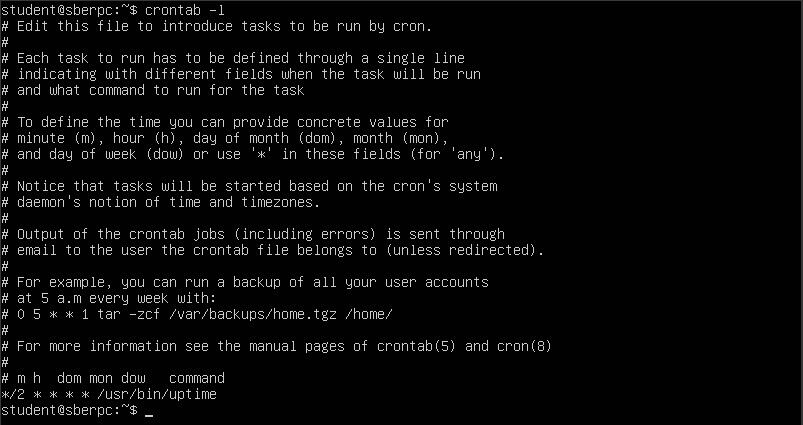 student@sberpc:~$ crontab -l
# Edit this file to introduce tasks to be run by cron.
#
# Each task to run has to be defined through a single line
# indicating with different fields when the task will be run
# and what command to run for the task
#
# To define the time you can provide concrete values for
# minute (m), hour (h), day of month (dom), month (mon),
# and day of week (dow) or use '*' in these fields (for 'any').
#
# Notice that tasks will be started based on the cron's system
# daemon's notion of time and timezones.
#
# Output of the crontab jobs (including errors) is sent through
# email to the user the crontab file belongs to (unless redirected).
#
# For example, you can run a backup of all your user accounts
# at 5 a.m every week with:
# 0 5 * * 1 tar -zcf /var/backups/home.tgz /home/
#
# For more information see the manual pages of crontab(5) and cron(8)
#
# m h  dom mon dow   command
*/2 * * * * /usr/bin/uptime
student@sberpc:~$ _